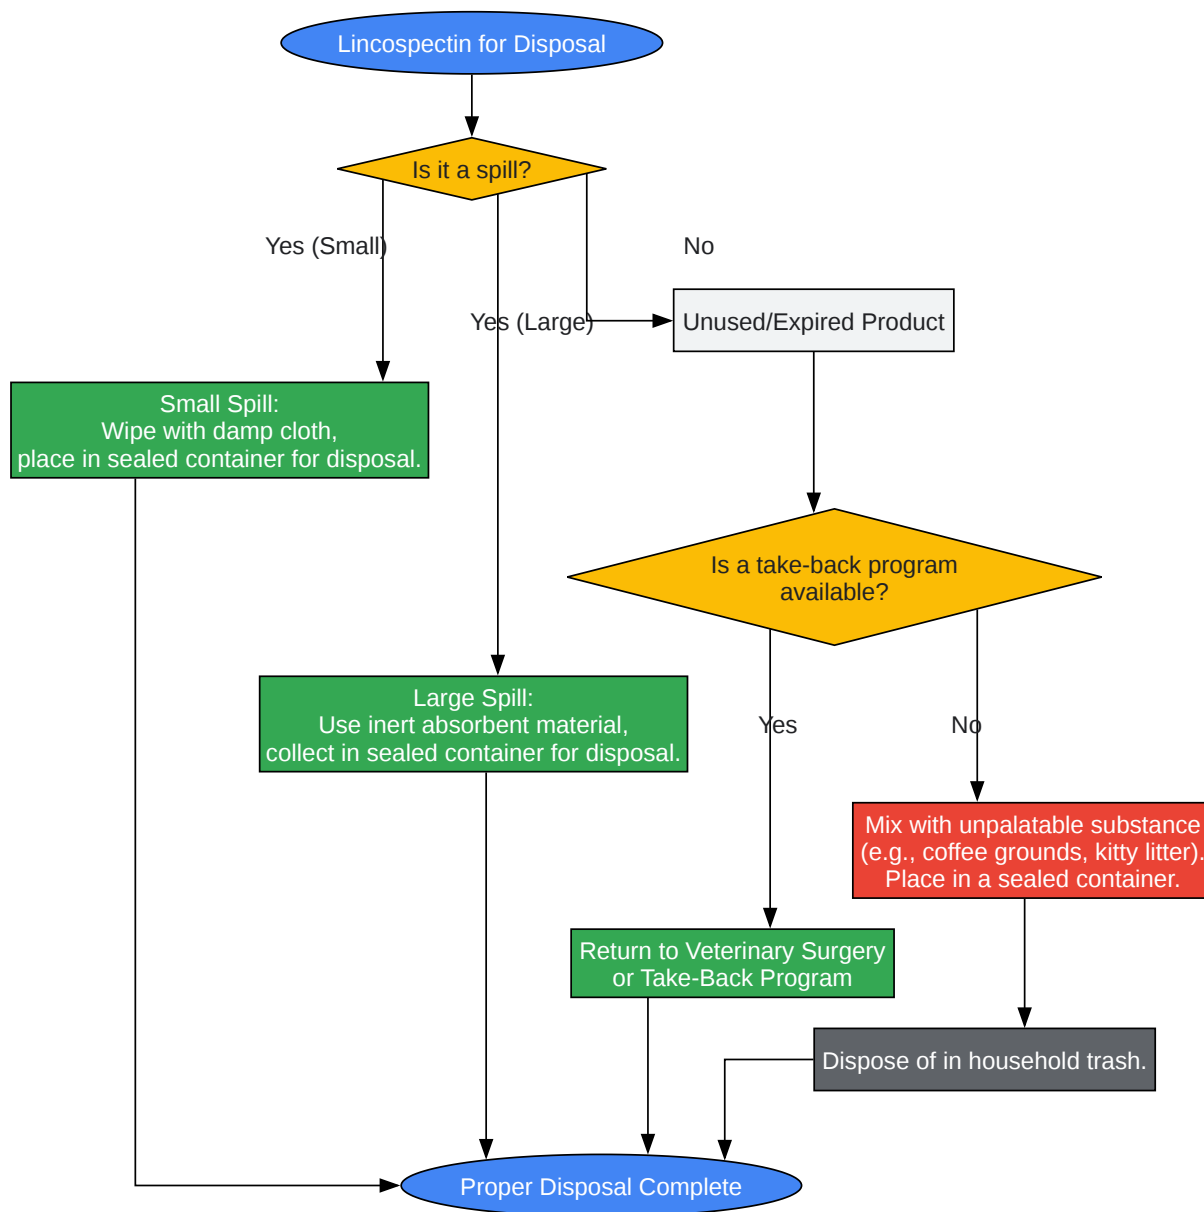 Lincospectin for Disposal
Is it a spill?
Yes (Small)
No
Yes (Large)
Unused/Expired Product
Small Spill:
Wipe with damp cloth,
place in sealed container for disposal.
Is a take-back program
available?
Large Spill:
Use inert absorbent material,
collect in sealed container for disposal.
Yes
No
Mix with unpalatable substance
(e.g., coffee grounds, kitty litter).
Place in a sealed container.
Return to Veterinary Surgery
or Take-Back Program
Dispose of in household trash.
Proper Disposal Complete